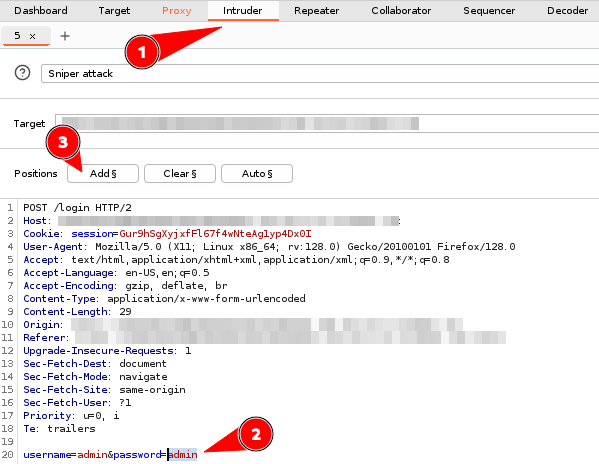 Dashboard Target Proxy Intruder Repeater Collaborator Sequencer Decoder
5 × +
1
? Sniper attack
Target
3
Positions Add § Clear § Auto §
1 POST /login HTTP/2
2 Host:
3 Cookie: session=Gur9hSgXyjxfFl67f4wNteAg1yp4Dx0I
4 User-Agent: Mozilla/5.0 (X11; Linux x86_64; rv:128.0) Gecko/20100101 Firefox/128.0
5 Accept: text/html,application/xhtml+xml,application/xml;q=0.9,*/*;q=0.8
6 Accept-Language: en-US,en;q=0.5
7 Accept-Encoding: gzip, deflate, br
8 Content-Type: application/x-www-form-urlencoded
9 Content-Length: 29
10 Origin:
11 Referer:
12 Upgrade-Insecure-Requests: 1
13 Sec-Fetch-Dest: document
14 Sec-Fetch-Mode: navigate
15 Sec-Fetch-Site: same-origin
16 Sec-Fetch-User: ?1
17 Priority: u=0, i
18 Te: trailers
19
2
20 username=admin&password=admin